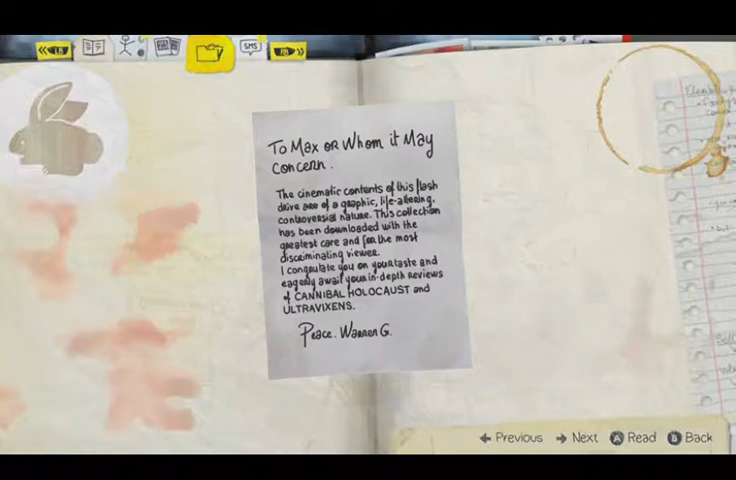 LB
SMS
RB
To Max or Whom it May
concern.
The cinematic contents of this flash
drive are of a graphic, life-altering,
controversial nature. This collection
has been downloaded with the
greatest care and for the most
discriminating viewer.
I congratulate you on your taste and
eagerly await your in-depth reviews
of CANNIBAL HOLOCAUST and
ULTRAVIXENS.
Peace. Warren G.
Previous Next A Read B Back